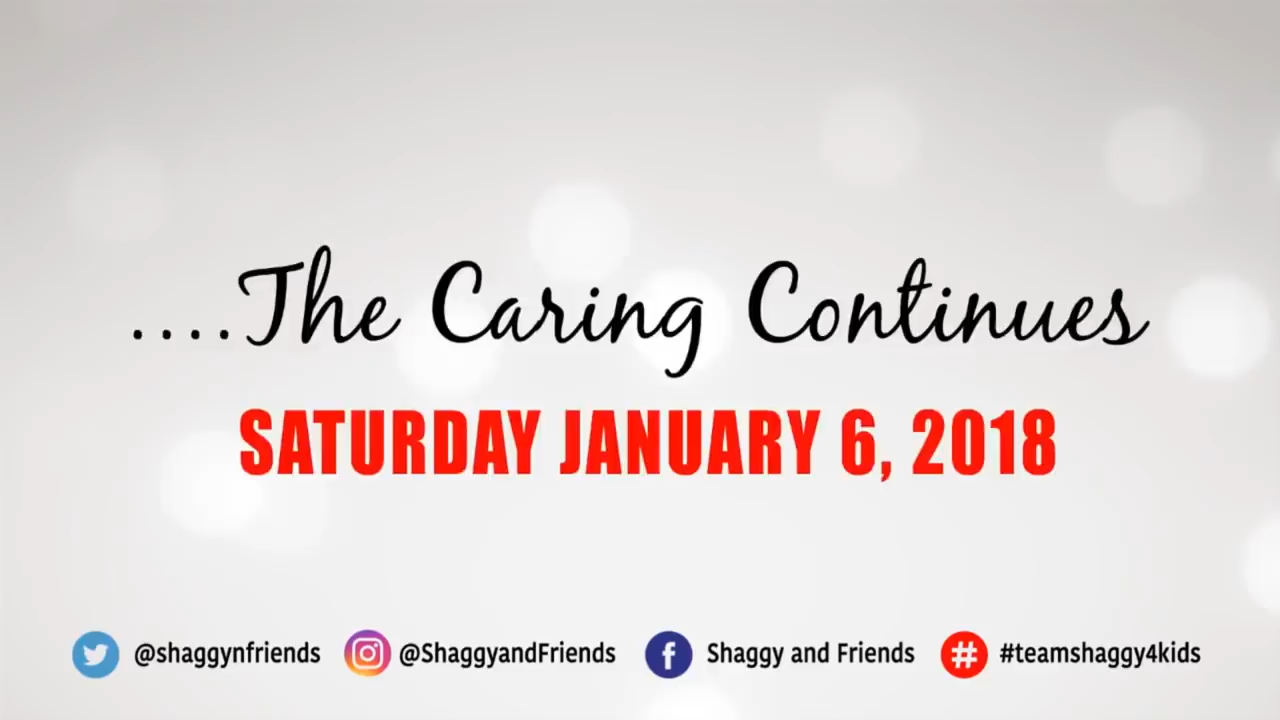 ....The Caring Continues
SATURDAY JANUARY 6, 2018
@shaggynfriends @ShaggyandFriends Shaggy and Friends #teamshaggy4kids